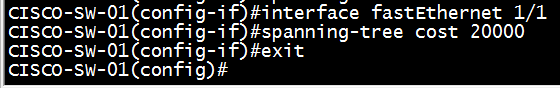 CISCO-SW-01(config-if)#interface fastEthernet 1/1
CISCO-SW-01(config-if)#spanning-tree cost 20000
CISCO-SW-01(config-if)#exit
CISCO-SW-01(config)#